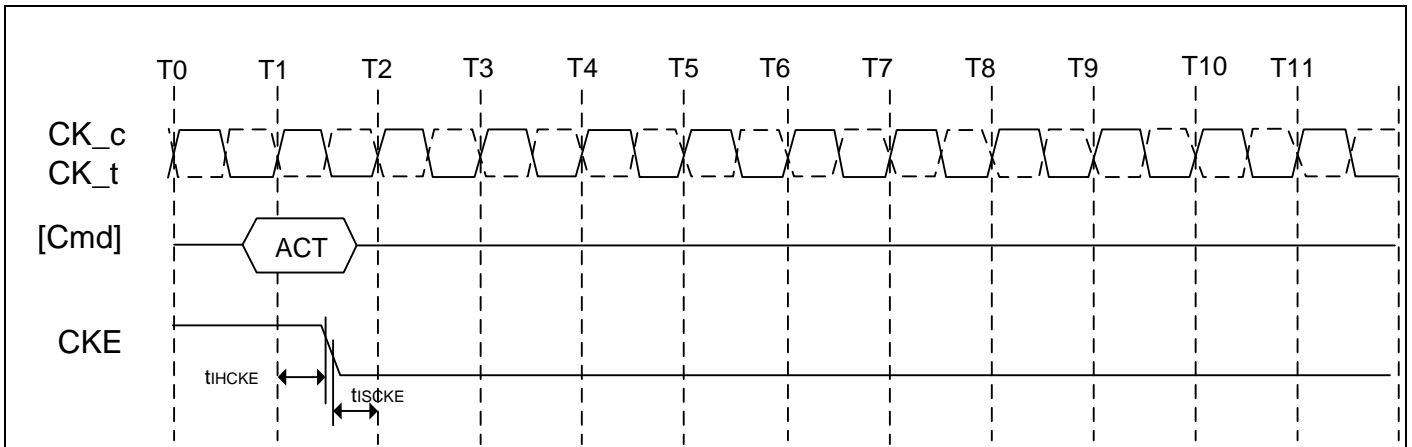 T0 T1 T2 T3 T4 T5 T6 T7 T8 T9 T10 T11
CK_c
CK_t
[Cmd] ACT
CKE
tIHCKE
tISCKE